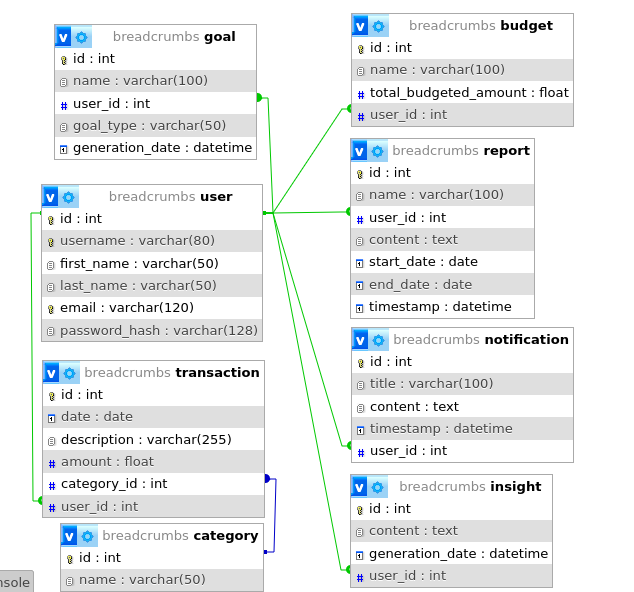 breadcrumbs goal
id : int
name : varchar(100)
user_id : int
goal_type : varchar(50)
generation_date : datetime
breadcrumbs user
id : int
username : varchar(80)
first_name : varchar(50)
last_name : varchar(50)
email : varchar(120)
password_hash : varchar(128)
breadcrumbs transaction
id : int
date : date
description : varchar(255)
amount : float
category_id : int
user_id : int
breadcrumbs category
id : int
name : varchar(50)
nsole
breadcrumbs budget
id : int
name : varchar(100)
total_budgeted_amount : float
user_id : int
breadcrumbs report
id : int
name : varchar(100)
user_id : int
content : text
start_date : date
end_date : date
timestamp : datetime
breadcrumbs notification
id : int
title : varchar(100)
content : text
timestamp : datetime
user_id : int
breadcrumbs insight
id : int
content : text
generation_date : datetime
user_id : int